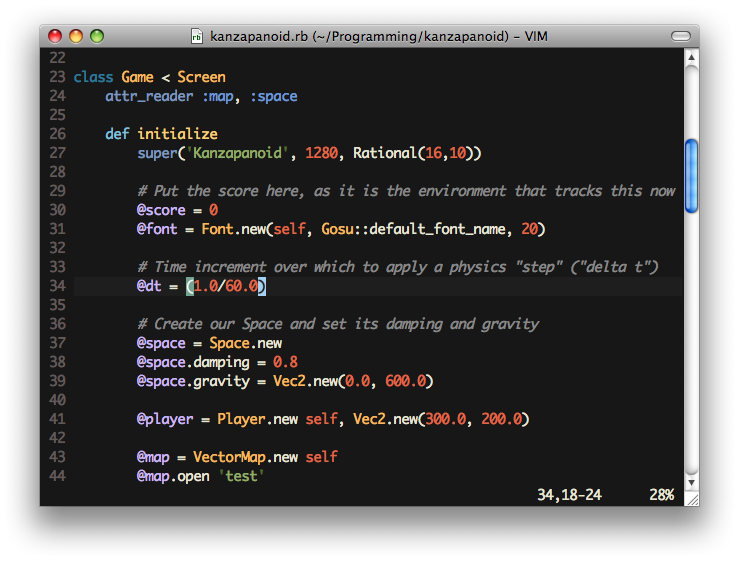 kanzapanoid.rb (~/Programming/kanzapanoid) – VIM
22
23 class Game < Screen
24     attr_reader :map, :space
25
26     def initialize
27         super('Kanzapanoid', 1280, Rational(16,10))
28
29         # Put the score here, as it is the environment that tracks this now
30         @score = 0
31         @font = Font.new(self, Gosu::default_font_name, 20)
32
33         # Time increment over which to apply a physics "step" ("delta t")
34         @dt = (1.0/60.0)
35
36         # Create our Space and set its damping and gravity
37         @space = Space.new
38         @space.damping = 0.8
39         @space.gravity = Vec2.new(0.0, 600.0)
40
41         @player = Player.new self, Vec2.new(300.0, 200.0)
42
43         @map = VectorMap.new self
44         @map.open 'test'
34,18-24      28%